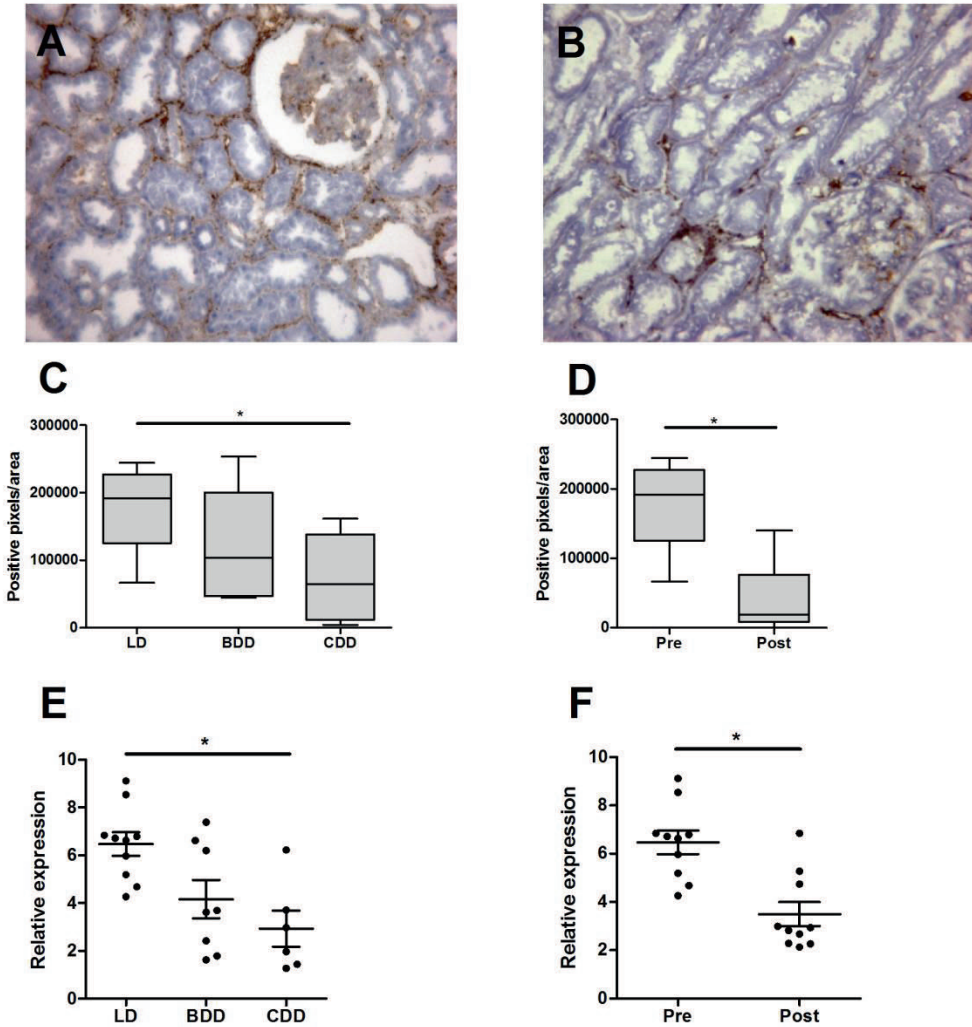 A
B
C
*
Positive pixels/area
300000
200000
100000
0
LD BDD CDD
D
*
Positive pixels/area
300000
200000
100000
0
Pre Post
E
*
Relative expression
10
8
6
4
2
0
LD BDD CDD
F
*
Relative expression
10
8
6
4
2
0
Pre Post